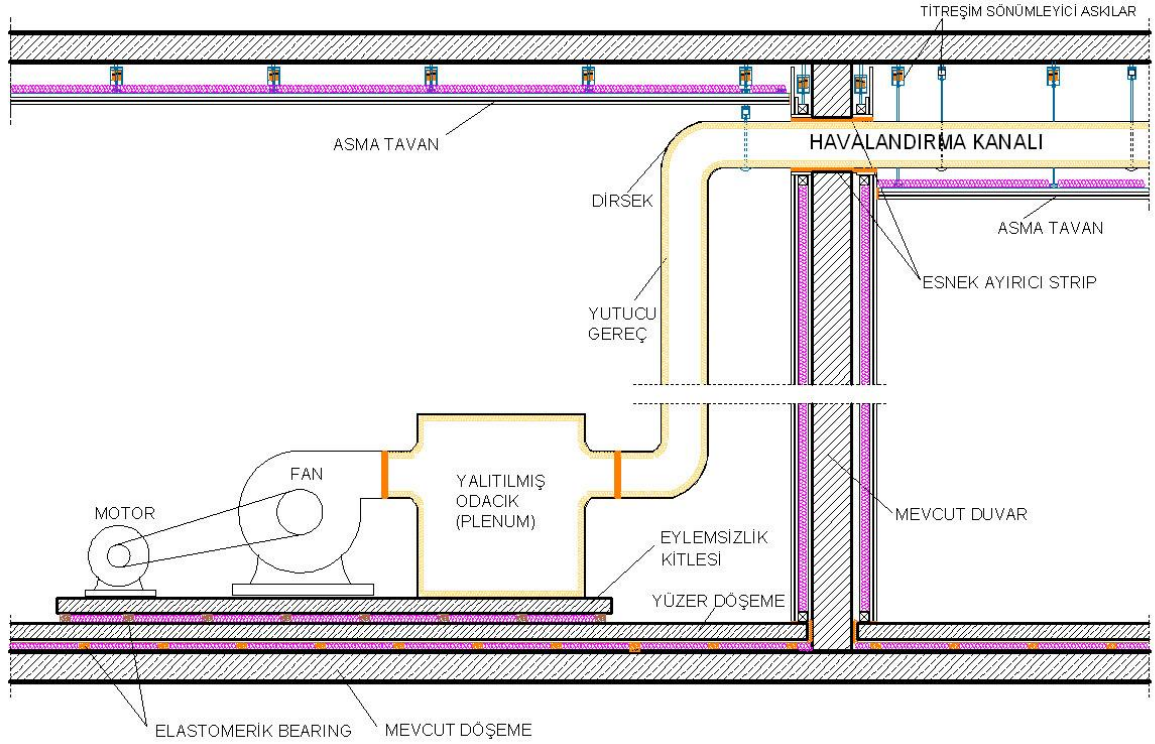 TİTREŞİM SÖNÜMLEYİCİ ASKILAR
ASMA TAVAN
HAVALANDIRMA KANALI
DİRSEK
ASMA TAVAN
ESNEK AYIRICI STRIP
YUTUCU
GEREÇ
FAN
YALITILMIŞ
ODACIK
(PLENUM)
MOTOR
MEVCUT DUVAR
EYLEMSİZLİK
KİTLESİ
YÜZER DÖŞEME
ELASTOMERİK BEARING
MEVCUT DÖŞEME